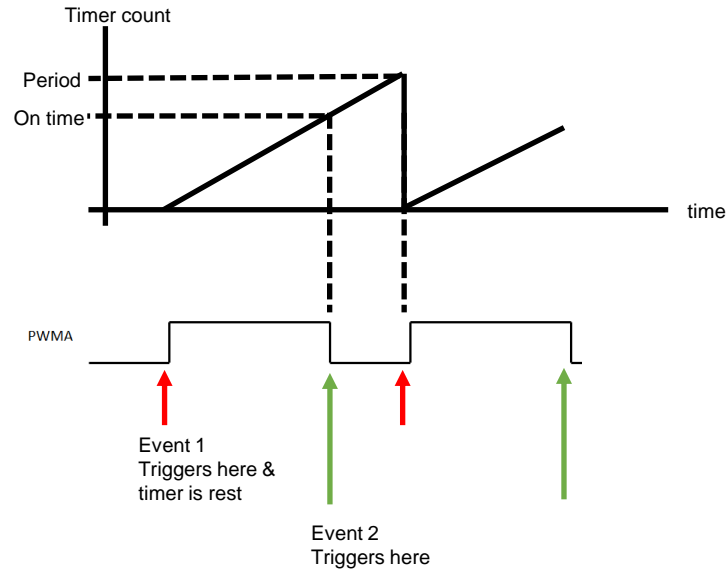 Timer count
Period
On time
time
PWMA
Event 1
Triggers here &
timer is rest
Event 2
Triggers here